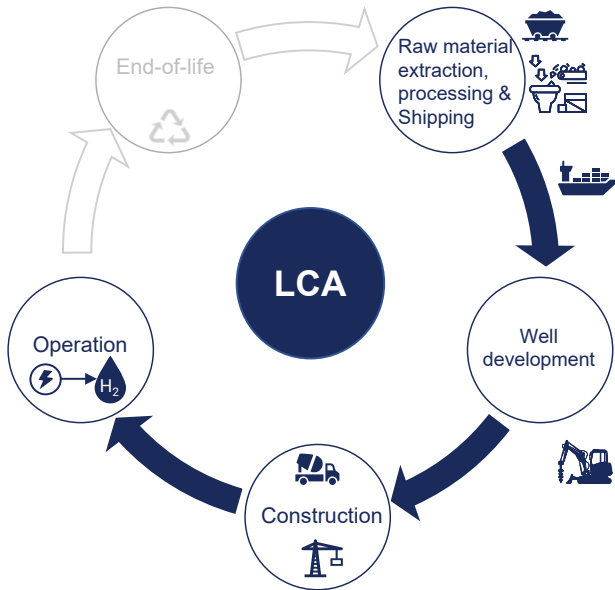 End-of-life
Raw material
extraction,
processing &
Shipping
LCA
Well
development
Operation
H₂
Construction